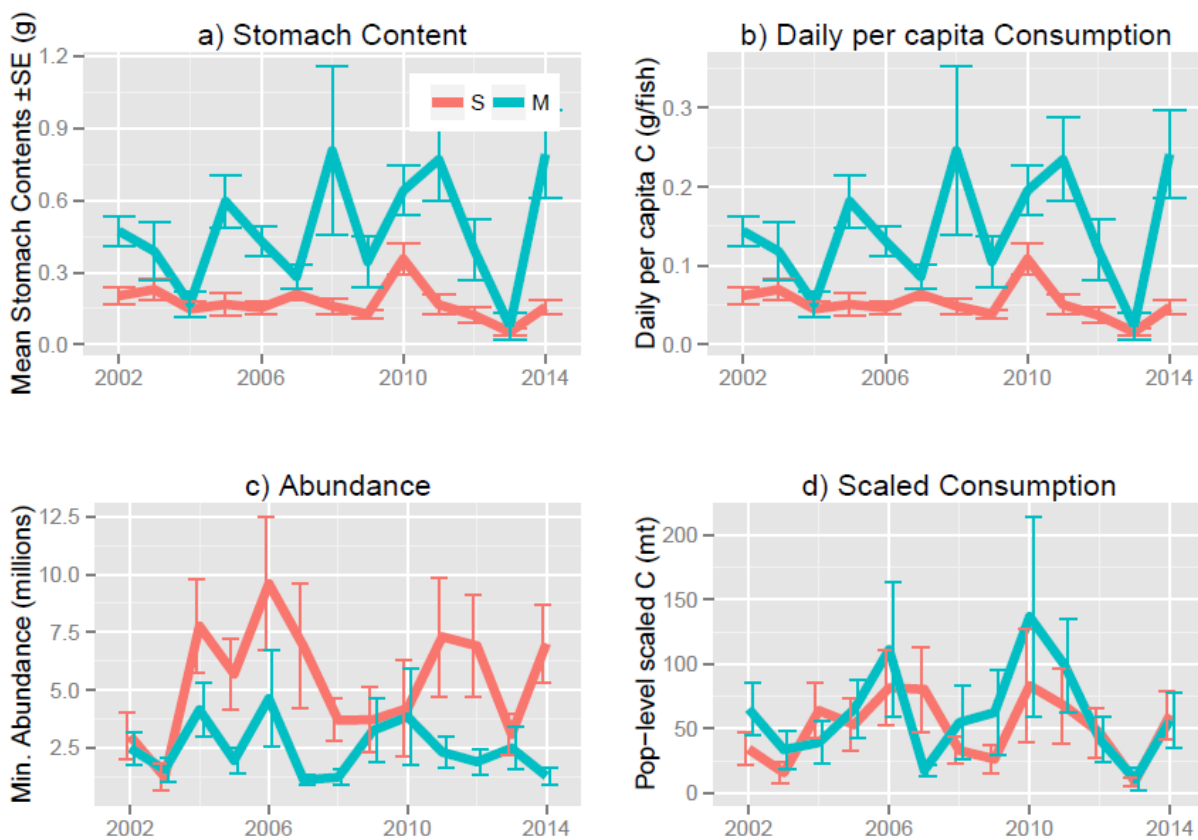 a) Stomach Content
Mean Stomach Contents ±SE (g)
1.2
0.9
0.6
0.3
0.0
S M
2002 2006 2010 2014
b) Daily per capita Consumption
Daily per capita C (g/fish)
0.3
0.2
0.1
0.0
2002 2006 2010 2014
c) Abundance
Min. Abundance (millions)
12.5
10.0
7.5
5.0
2.5
2002 2006 2010 2014
d) Scaled Consumption
Pop-level scaled C (mt)
200
150
100
50
0
2002 2006 2010 2014